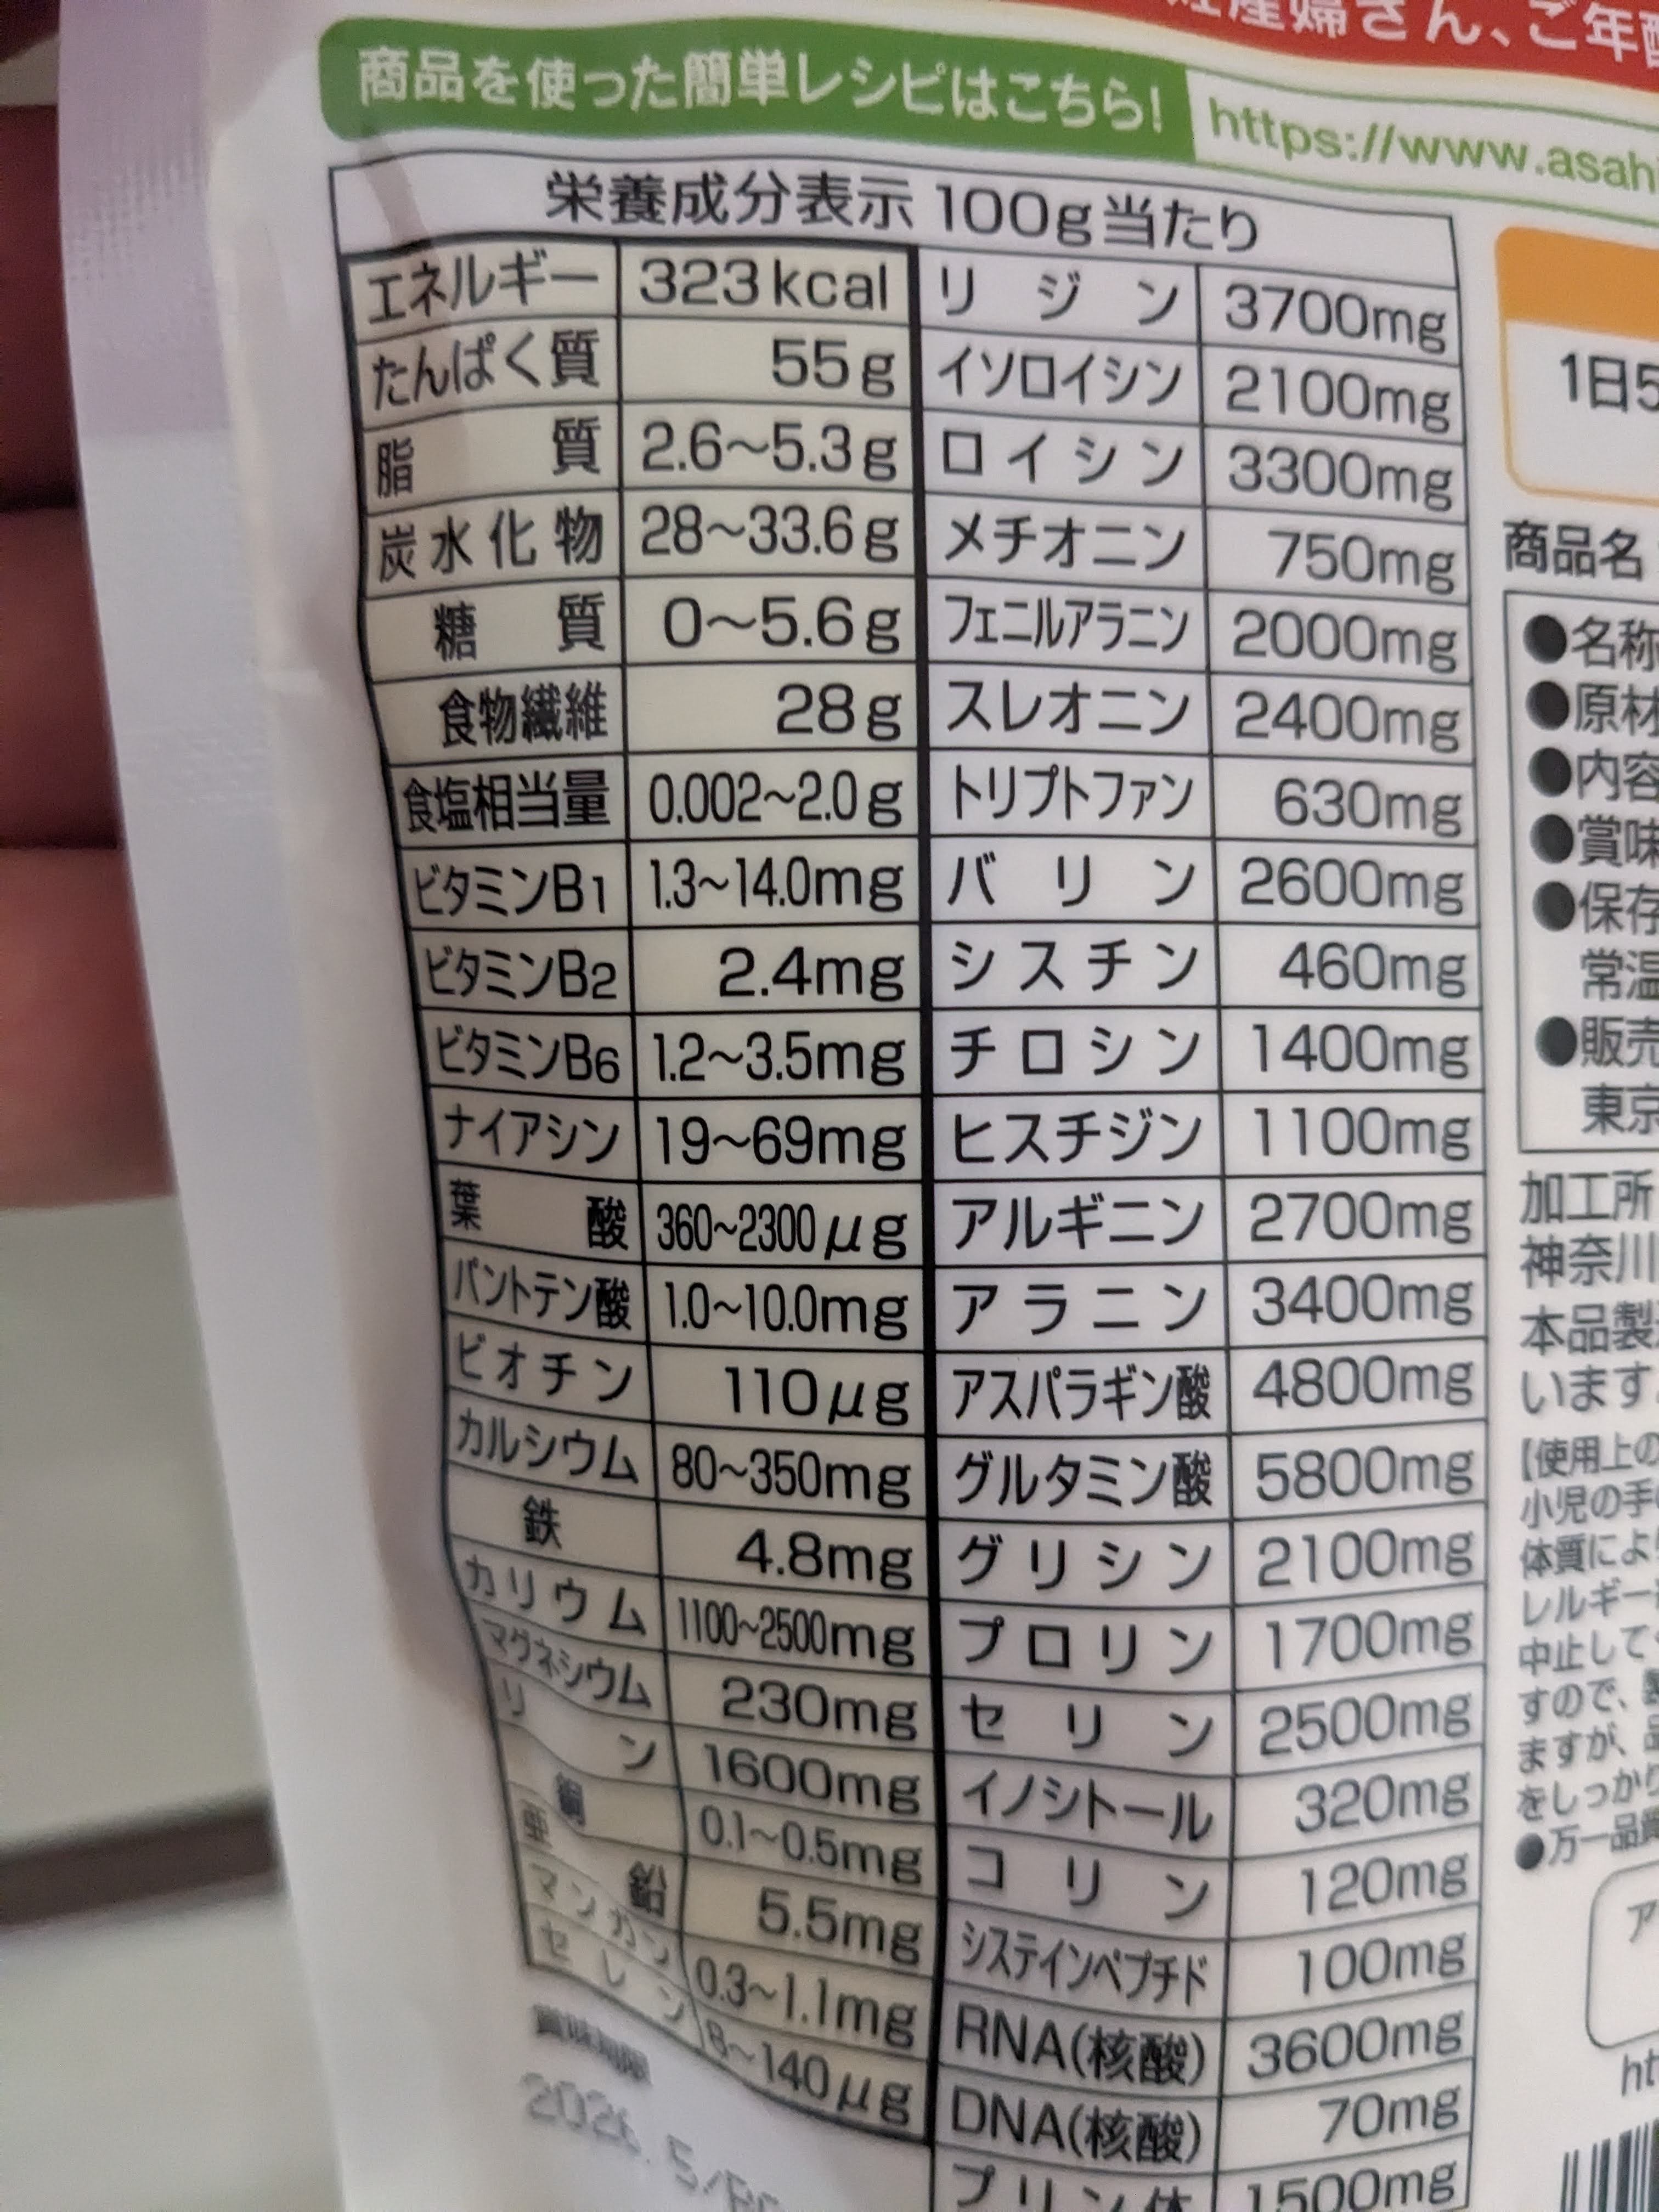 妊産婦さん、ご年
商品を使った簡単レシピはこちら! https://www.asahi
栄養成分表示 100g当たり
エネルギー 323kcal
たんぱく質 55g
脂質 2.6~5.3g
炭水化物 28~33.6g
糖質 0~5.6g
食物繊維 28g
食塩相当量 0.002~2.0g
ビタミンB1 1.3~14.0mg
ビタミンB2 2.4mg
ビタミンB6 1.2~3.5mg
ナイアシン 19~69mg
葉酸 360~2300μg
パントテン酸 1.0~10.0mg
ビオチン 110μg
カルシウム 80~350mg
鉄 4.8mg
カリウム 1100~2500mg
マグネシウム 230mg
リン 1600mg
銅 0.1~0.5mg
亜鉛 5.5mg
マンガン 0.3~1.1mg
セレン 8~140μg
賞味期限
2026.5/
リジン 3700mg
イソロイシン 2100mg
ロイシン 3300mg
メチオニン 750mg
フェニルアラニン 2000mg
スレオニン 2400mg
トリプトファン 630mg
バリン 2600mg
シスチン 460mg
チロシン 1400mg
ヒスチジン 1100mg
アルギニン 2700mg
アラニン 3400mg
アスパラギン酸 4800mg
グルタミン酸 5800mg
グリシン 2100mg
プロリン 1700mg
セリン 2500mg
イノシトール 320mg
コリン 120mg
システインペプチド 100mg
RNA(核酸) 3600mg
DNA(核酸) 70mg
プリン体 1500mg
1日5
商品名
●名称
●原材
●内容
●賞味
●保存
常温
●販売
東京
加工所
神奈川
本品製
います
【使用上の
小児の手
体質によ
レルギー
中止して
すので、
ますが、
をしっか
●万一品質
ア
ht